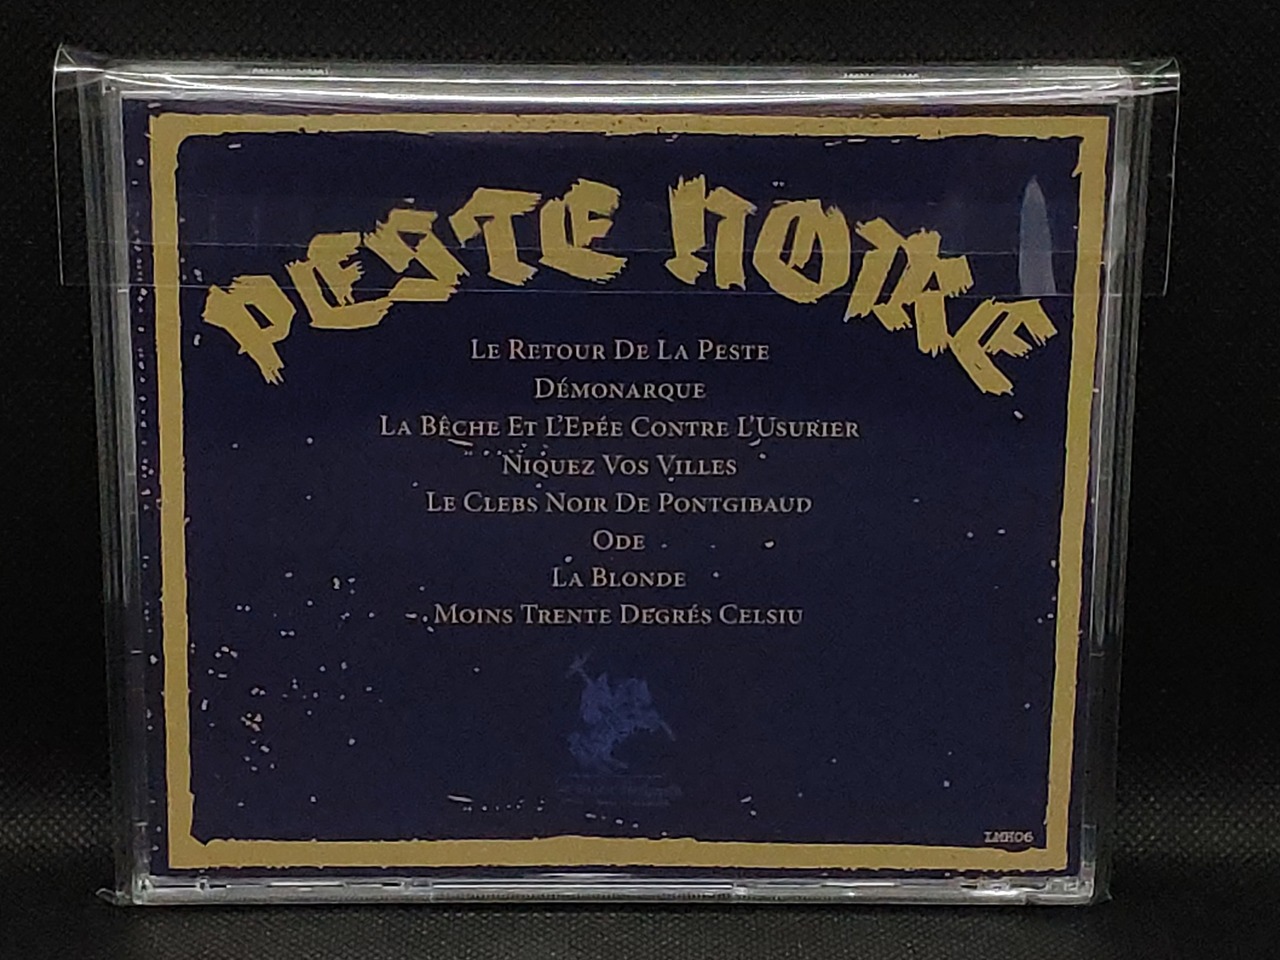 PESTE NOIRE
LE RETOUR DE LA PESTE
DÉMONARQUE
LA BÊCHE ET L'EPÉE CONTRE L'USURIER
NIQUEZ VOS VILLES
LE CLEBS NOIR DE PONTGIBAUD
ODE
LA BLONDE
MOINS TRENTE DEGRÉS CELSIU
LMH06